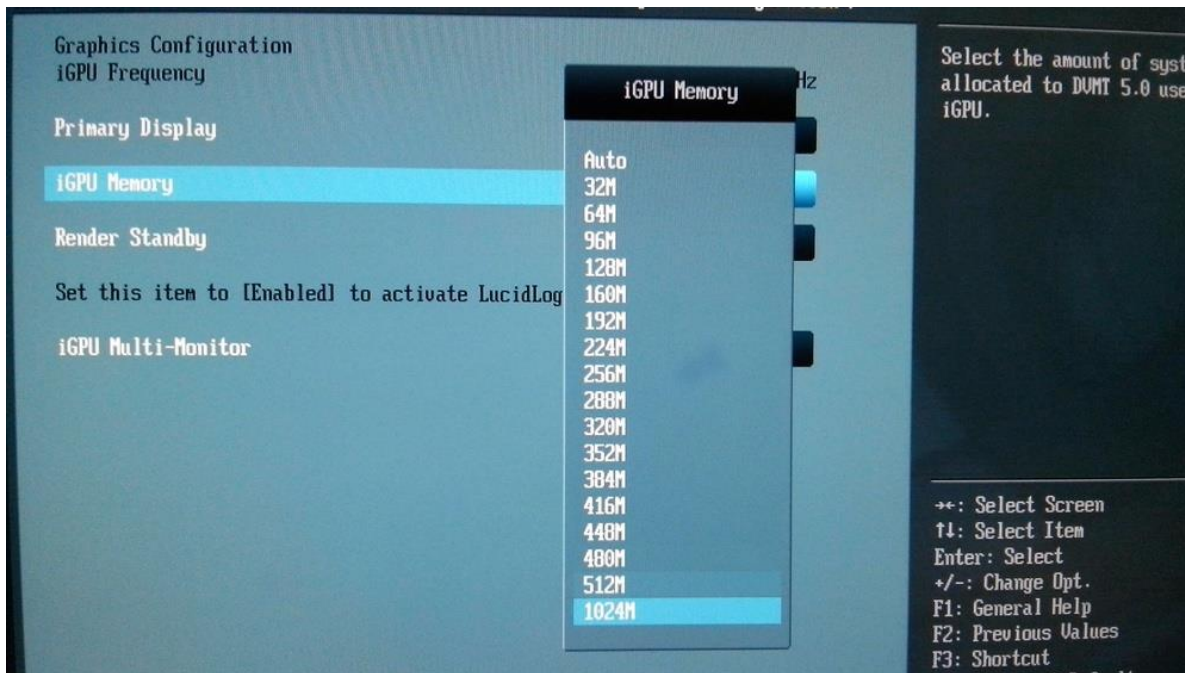 Graphics Configuration
iGPU Frequency
Hz
Primary Display
iGPU Memory
Render Standby
Set this item to [Enabled] to activate LucidLog
iGPU Multi-Monitor
iGPU Memory
Auto
32M
64M
96M
128M
160M
192M
224M
256M
288M
320M
352M
384M
416M
448M
480M
512M
1024M
Select the amount of syst
allocated to DVMT 5.0 use
iGPU.
→←: Select Screen
↑↓: Select Item
Enter: Select
+/-: Change Opt.
F1: General Help
F2: Previous Values
F3: Shortcut